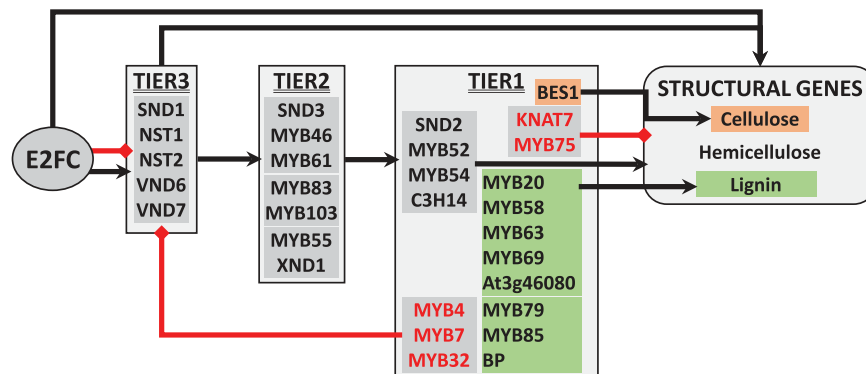 E2FC
TIER3
SND1
NST1
NST2
VND6
VND7
TIER2
SND3
MYB46
MYB61
MYB83
MYB103
MYB55
XND1
TIER1
BES1
KNAT7
MYB75
SND2
MYB52
MYB54
C3H14
MYB20
MYB58
MYB63
MYB69
At3g46080
MYB79
MYB85
BP
MYB4
MYB7
MYB32
STRUCTURAL GENES
Cellulose
Hemicellulose
Lignin